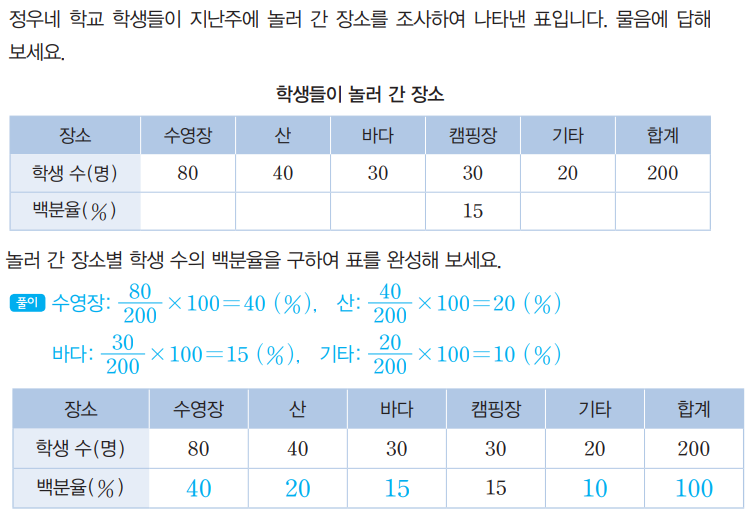 정우네 학교 학생들이 지난주에 놀러 간 장소를 조사하여 나타낸 표입니다. 물음에 답해
보세요.
학생들이 놀러 간 장소
장소 수영장 산 바다 캠핑장 기타 합계
학생 수(명) 80 40 30 30 20 200
백분율(%) 15
놀러 간 장소별 학생 수의 백분율을 구하여 표를 완성해 보세요.
풀이 수영장: 80/200 ×100=40 (%), 산: 40/200 ×100=20 (%)
바다: 30/200 ×100=15 (%), 기타: 20/200 ×100=10 (%)
장소 수영장 산 바다 캠핑장 기타 합계
학생 수(명) 80 40 30 30 20 200
백분율(%) 40 20 15 15 10 100